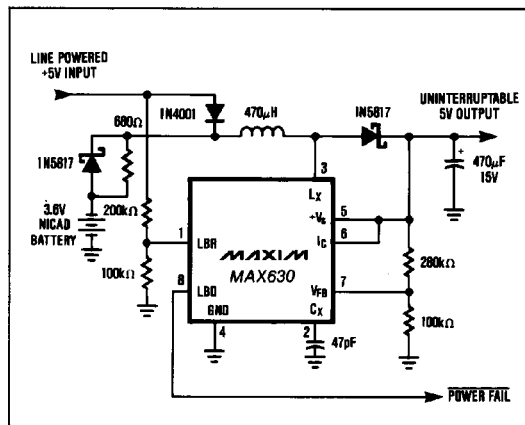 LINE POWERED
+5V INPUT
680Ω
1N4001
470μH
1N5817
UNINTERRUPTABLE
5V OUTPUT
1N5817
3
LX
+
470μF
15V
3.6V
NICAD
BATTERY
200kΩ
+VS
5
IC
6
1
LBR
MAXIM
MAX630
280kΩ
100kΩ
8
LBD
VFB
7
GND
CX
100kΩ
4
2
47pF
POWER FAIL